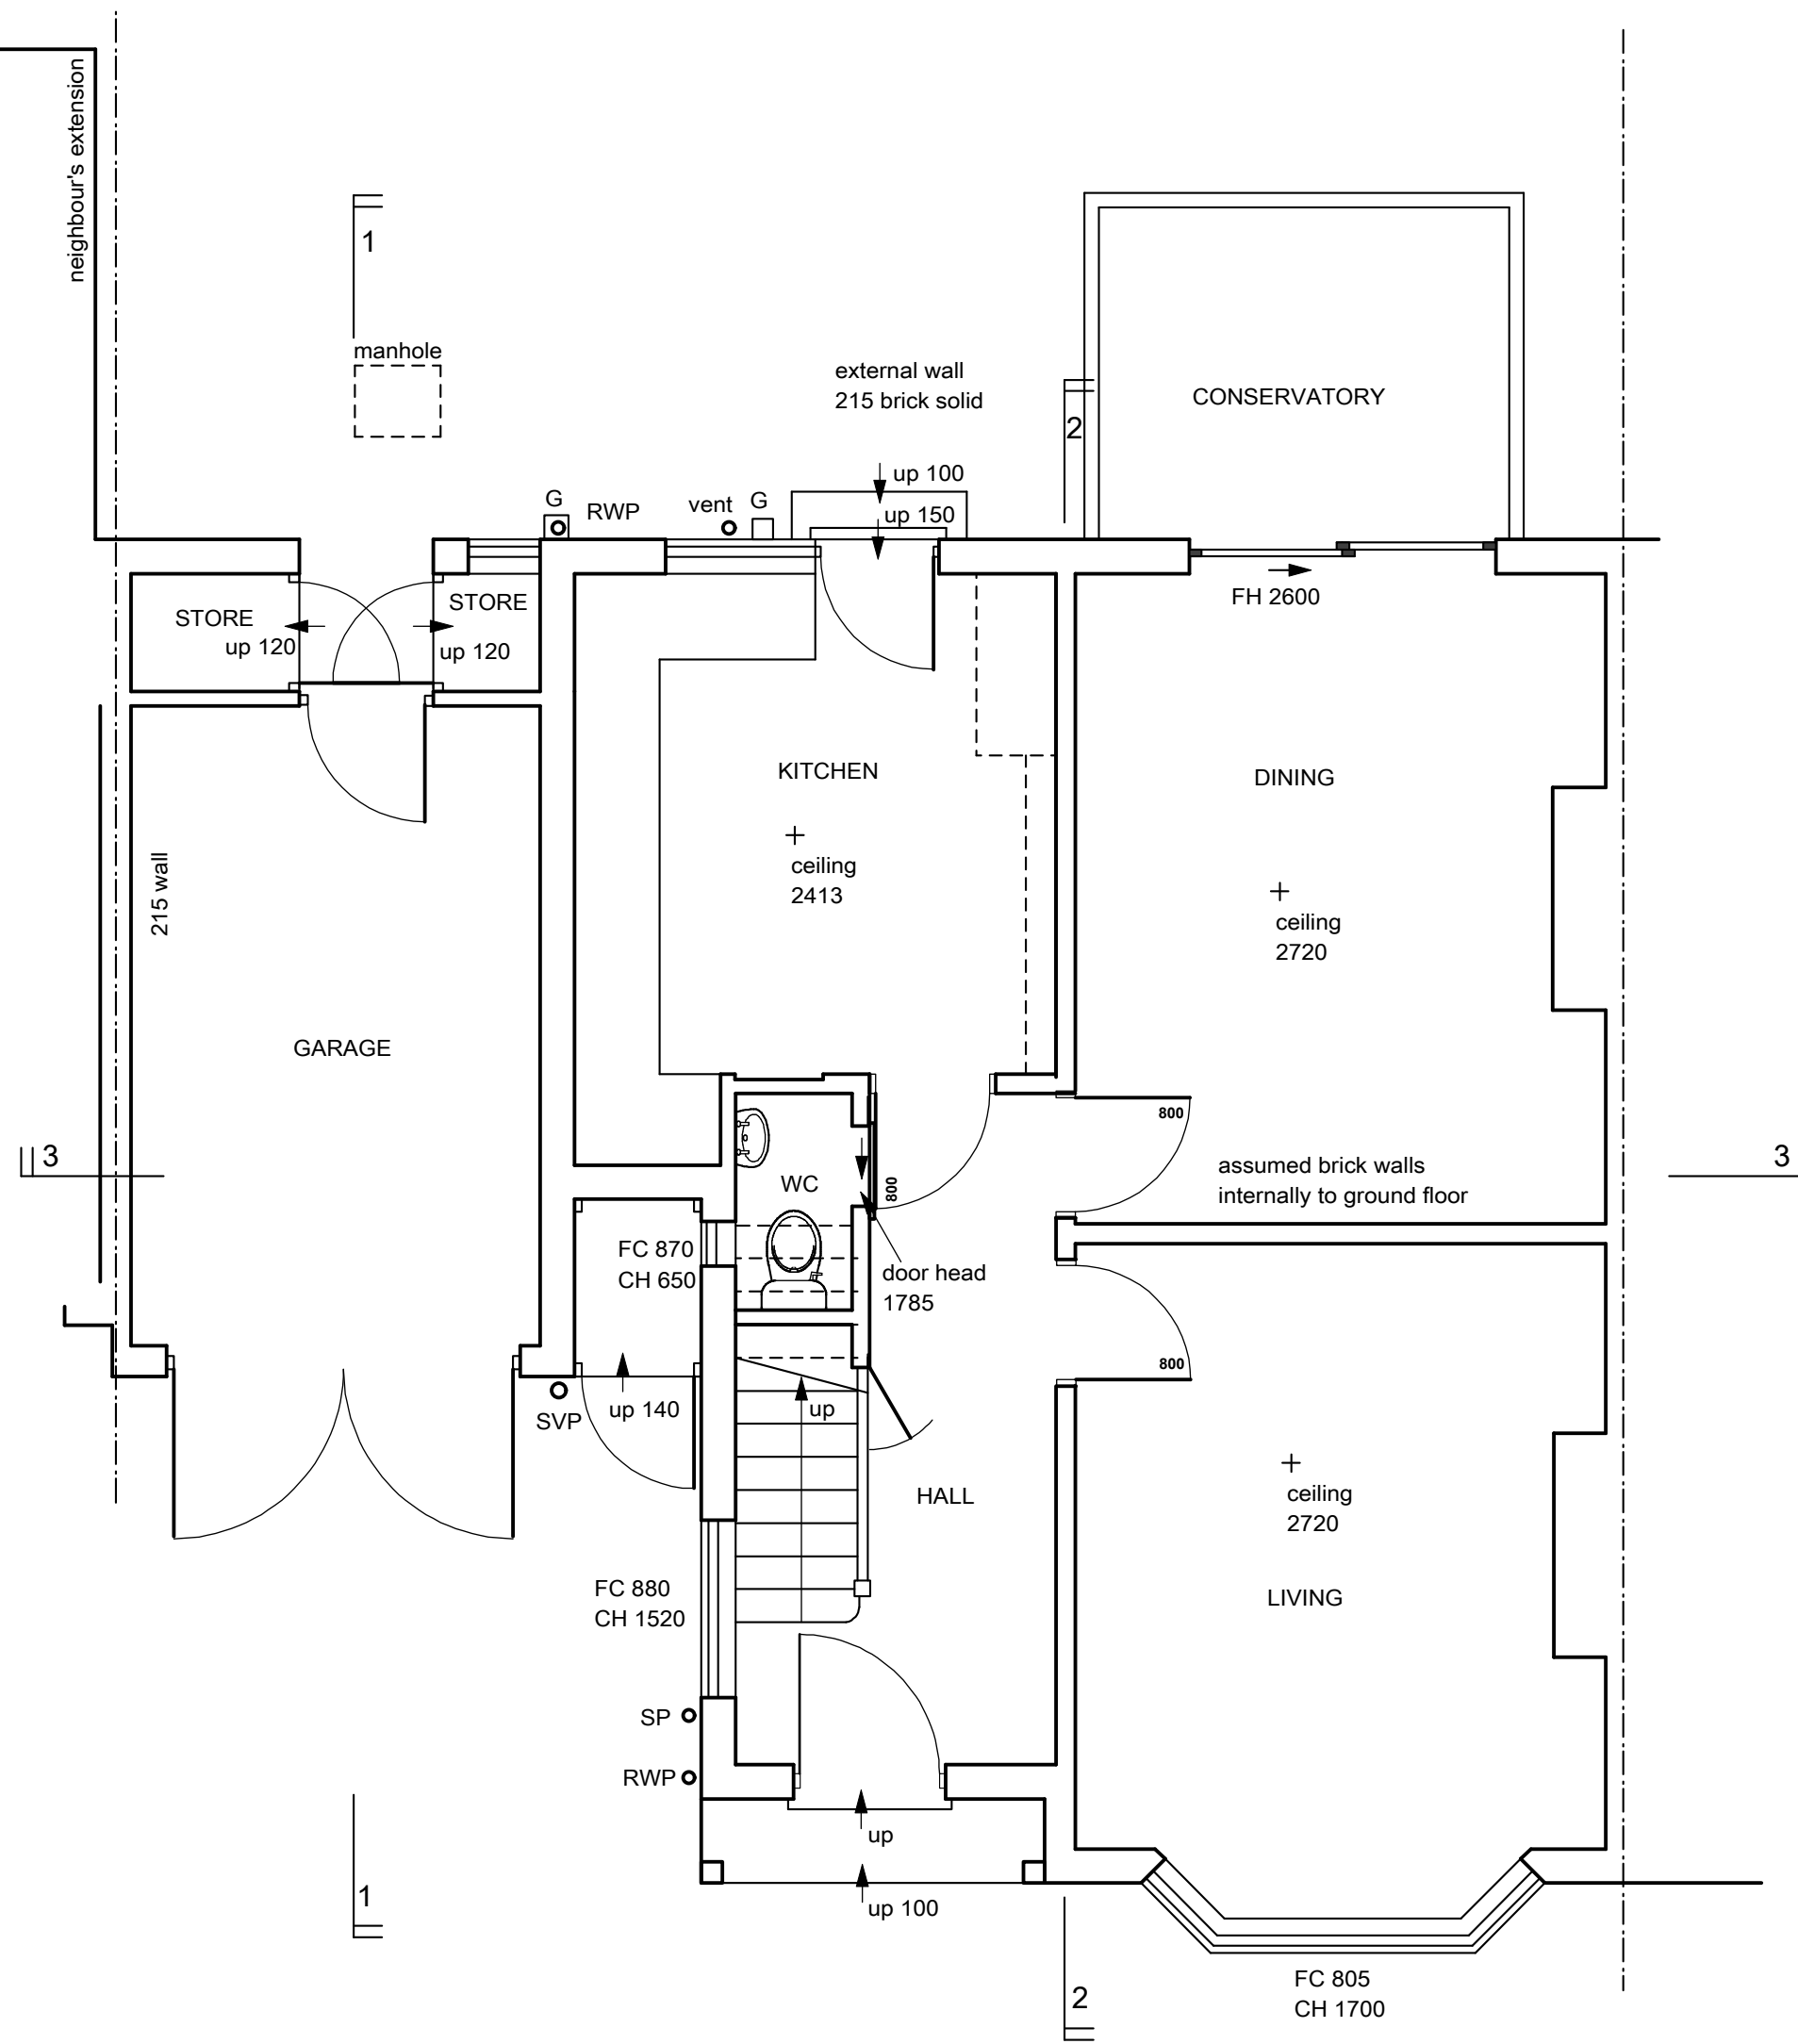 neighbour's extension
1
manhole
external wall
215 brick solid
2
CONSERVATORY
up 100
G
RWP
vent
G
up 150
STORE
up 120
STORE
up 120
FH 2600
KITCHEN
ceiling
2413
DINING
ceiling
2720
215 wall
GARAGE
800
3
WC
800
assumed brick walls
internally to ground floor
3
FC 870
CH 650
door head
1785
800
SVP
up 140
up
HALL
ceiling
2720
LIVING
FC 880
CH 1520
SP
RWP
up
1
up 100
2
FC 805
CH 1700